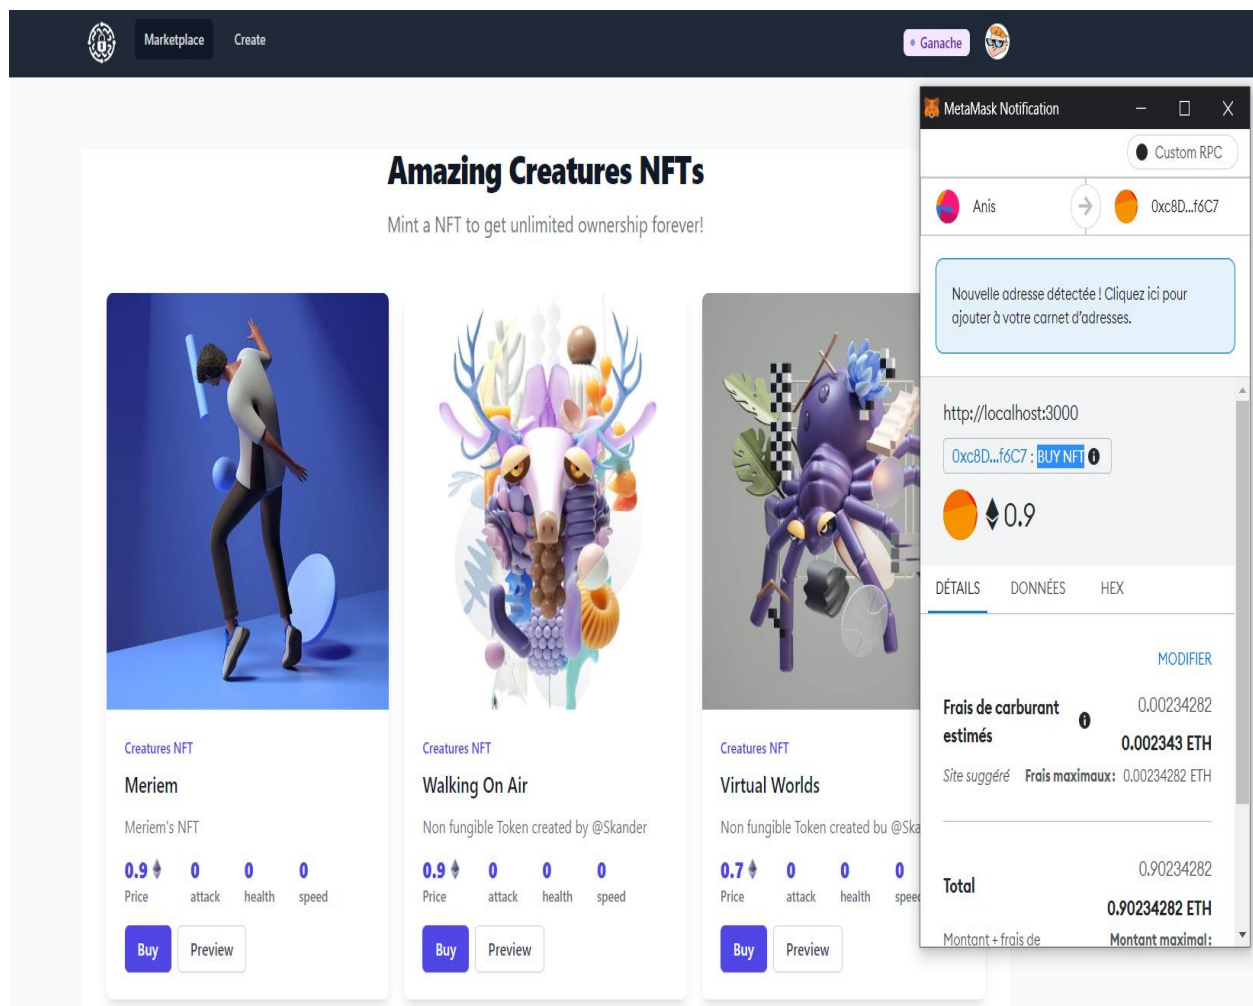 Marketplace
Create
Ganache
Amazing Creatures NFTs
Mint a NFT to get unlimited ownership forever!
Creatures NFT
Meriem
Meriem's NFT
0.9 0 0 0
Price attack health speed
Buy Preview
Creatures NFT
Walking On Air
Non fungible Token created by @Skander
0.9 0 0 0
Price attack health speed
Buy Preview
Creatures NFT
Virtual Worlds
Non fungible Token created bu @Ska
0.7 0 0 0
Price attack health speed
Buy Preview
MetaMask Notification
Custom RPC
Anis
0xc8D...f6C7
Nouvelle adresse détectée ! Cliquez ici pour
ajouter à votre carnet d'adresses.
http://localhost:3000
0xc8D...f6C7 : BUY NFT
0.9
DÉTAILS DONNÉES HEX
MODIFIER
Frais de carburant
estimés
0.00234282
0.002343 ETH
Site suggéré Frais maximaux: 0.00234282 ETH
Total
0.90234282
0.90234282 ETH
Montant + frais de
Montant maximal: